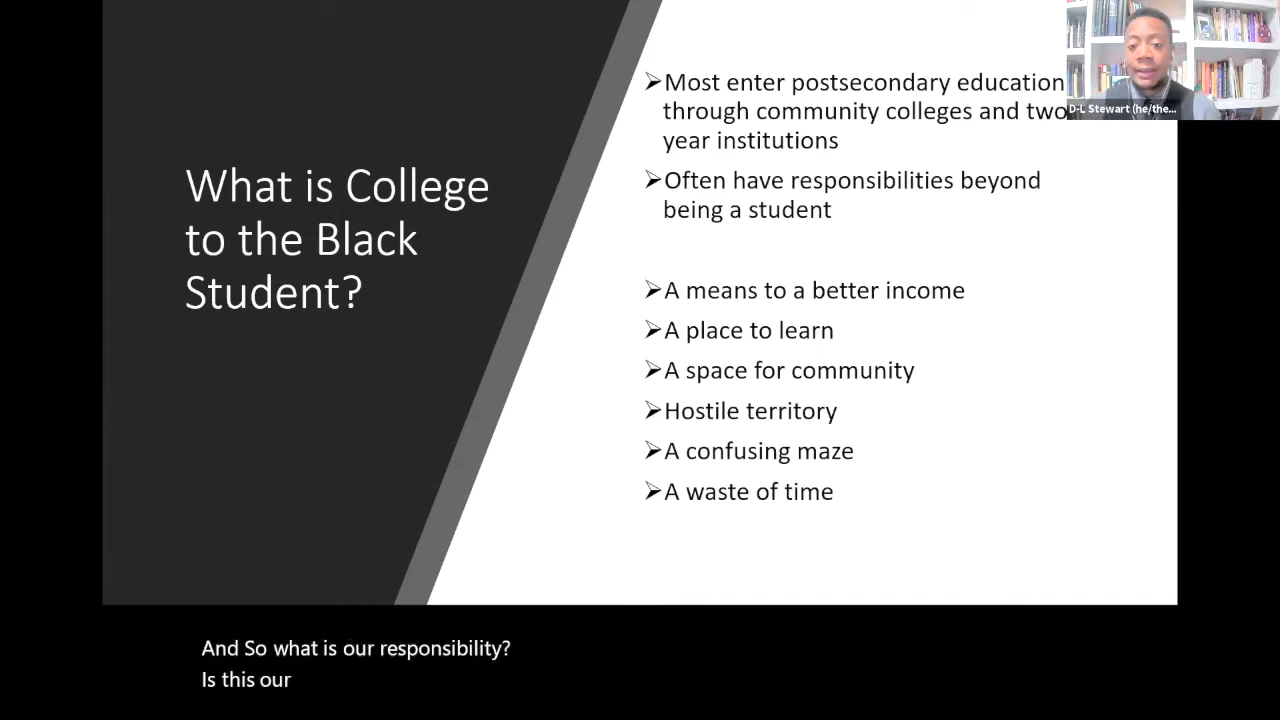 What is College
to the Black
Student?
➢Most enter postsecondary education
through community colleges and two
year institutions
➢Often have responsibilities beyond
being a student
➢A means to a better income
➢A place to learn
➢A space for community
➢Hostile territory
➢A confusing maze
➢A waste of time
D-L Stewart (he/the...
And So what is our responsibility?
Is this our